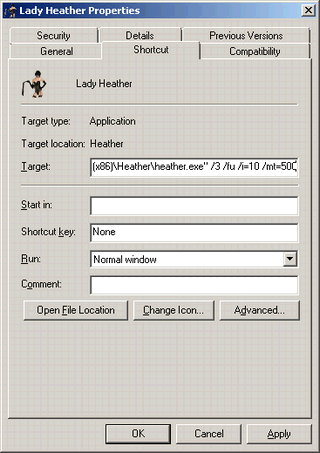 Lady Heather Properties
Security Details Previous Versions
General Shortcut Compatibility
Lady Heather
Target type: Application
Target location: Heather
Target: (x86)\Heather\heather.exe" /3 /fu /i=10 /mt=500
Start in:
Shortcut key: None
Run: Normal window
Comment:
Open File Location Change Icon... Advanced...
OK Cancel Apply